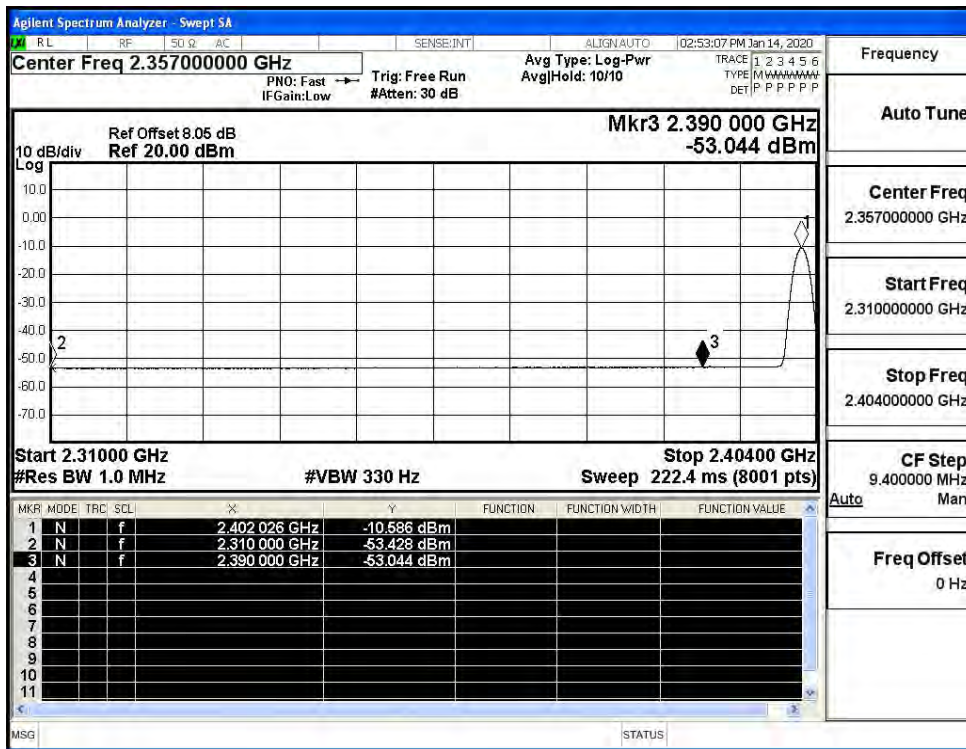 Agilent Spectrum Analyzer - Swept SA
RL RF 50 Ω AC SENSE:INT ALIGN AUTO 02:53:07 PM Jan 14, 2020
Center Freq 2.357000000 GHz
PNO: Fast
IFGain:Low
Trig: Free Run
#Atten: 30 dB
Avg Type: Log-Pwr
Avg|Hold: 10/10
TRACE 1 2 3 4 5 6
TYPE M WWWWW
DET P P P P P P
Ref Offset 8.05 dB
10 dB/div Ref 20.00 dBm
Log
Mkr3 2.390 000 GHz
-53.044 dBm
10.0
0.00
-10.0
-20.0
-30.0
-40.0
-50.0
-60.0
-70.0
1
2
3
Start 2.31000 GHz Stop 2.40400 GHz
#Res BW 1.0 MHz #VBW 330 Hz Sweep 222.4 ms (8001 pts)
MKR MODE TRC SCL X Y FUNCTION FUNCTION WIDTH FUNCTION VALUE
1 N f 2.402 026 GHz -10.586 dBm
2 N f 2.310 000 GHz -53.428 dBm
3 N f 2.390 000 GHz -53.044 dBm
4
5
6
7
8
9
10
11
MSG STATUS
Frequency
Auto Tune
Center Freq
2.357000000 GHz
Start Freq
2.310000000 GHz
Stop Freq
2.404000000 GHz
CF Step
9.400000 MHz
Auto Man
Freq Offset
0 Hz